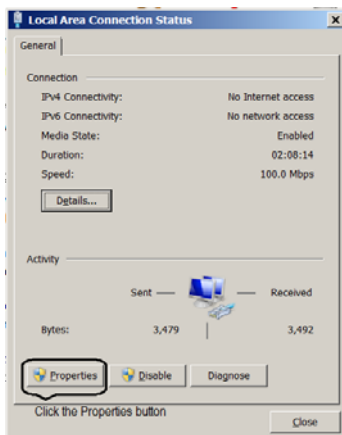 Local Area Connection Status
General
Connection
IPv4 Connectivity: No Internet access
IPv6 Connectivity: No network access
Media State: Enabled
Duration: 02:08:14
Speed: 100.0 Mbps
Details...
Activity
Sent Received
Bytes: 3,479 3,492
Properties Disable Diagnose
Click the Properties button
Close